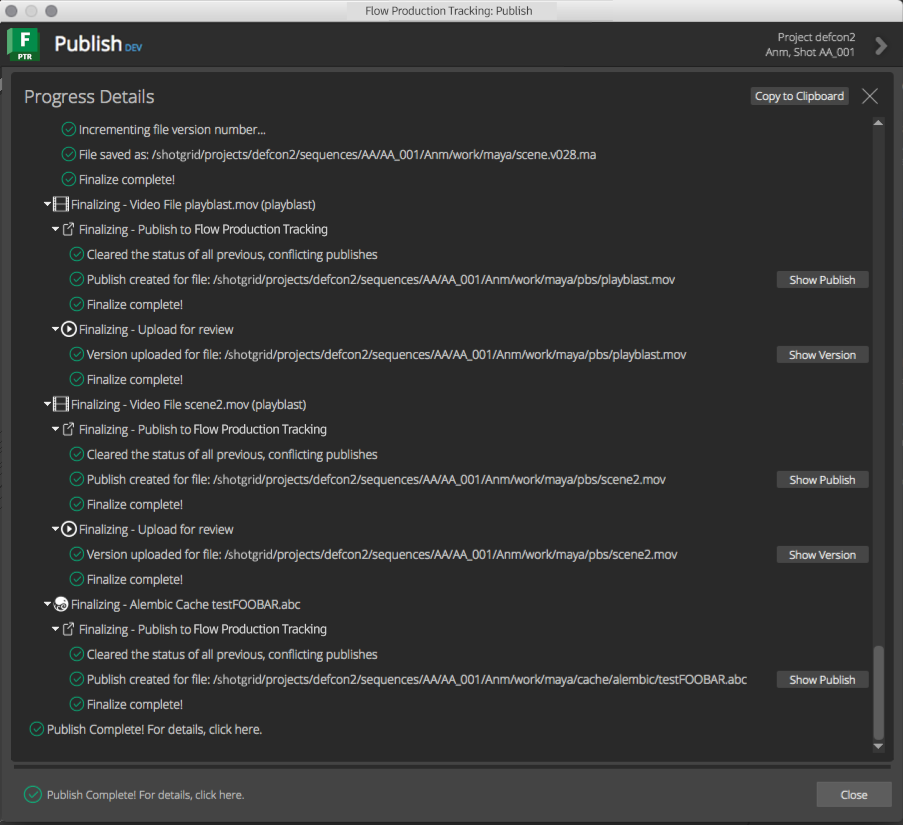 Flow Production Tracking: Publish
F
PTR
Publish DEV
Project defcon2
Anm, Shot AA_001
Progress Details
Copy to Clipboard
Incrementing file version number...
File saved as: /shotgrid/projects/defcon2/sequences/AA/AA_001/Anm/work/maya/scene.v028.ma
Finalize complete!
Finalizing - Video File playblast.mov (playblast)
Finalizing - Publish to Flow Production Tracking
Cleared the status of all previous, conflicting publishes
Publish created for file: /shotgrid/projects/defcon2/sequences/AA/AA_001/Anm/work/maya/pbs/playblast.mov Show Publish
Finalize complete!
Finalizing - Upload for review
Version uploaded for file: /shotgrid/projects/defcon2/sequences/AA/AA_001/Anm/work/maya/pbs/playblast.mov Show Version
Finalize complete!
Finalizing - Video File scene2.mov (playblast)
Finalizing - Publish to Flow Production Tracking
Cleared the status of all previous, conflicting publishes
Publish created for file: /shotgrid/projects/defcon2/sequences/AA/AA_001/Anm/work/maya/pbs/scene2.mov Show Publish
Finalize complete!
Finalizing - Upload for review
Version uploaded for file: /shotgrid/projects/defcon2/sequences/AA/AA_001/Anm/work/maya/pbs/scene2.mov Show Version
Finalize complete!
Finalizing - Alembic Cache testFOOBAR.abc
Finalizing - Publish to Flow Production Tracking
Cleared the status of all previous, conflicting publishes
Publish created for file: /shotgrid/projects/defcon2/sequences/AA/AA_001/Anm/work/maya/cache/alembic/testFOOBAR.abc Show Publish
Finalize complete!
Publish Complete! For details, click here.
Publish Complete! For details, click here.
Close